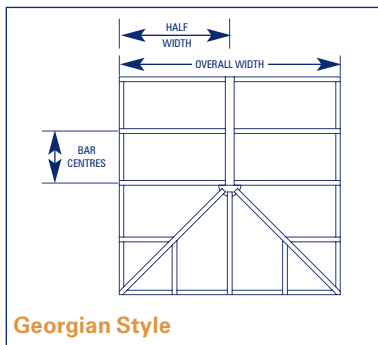 HALF
WIDTH
OVERALL WIDTH
BAR
CENTRES
Georgian Style